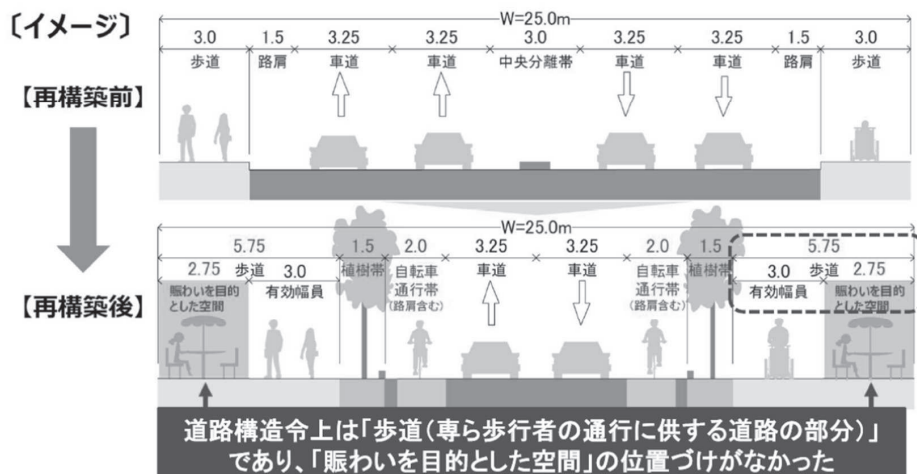 〔イメージ〕
W=25.0m
3.0 1.5 3.25 3.25 3.0 3.25 3.25 1.5 3.0
歩道 路肩 車道 車道 中央分離帯 車道 車道 路肩 歩道
【再構築前】
W=25.0m
5.75 1.5 2.0 3.25 3.25 2.0 1.5 5.75
2.75 歩道 3.0 植樹帯 自転車 車道 車道 自転車 植樹帯 3.0 歩道 2.75
【再構築後】
賑わいを目的 有効幅員 通行帯 通行帯 有効幅員 賑わいを目的
とした空間 (路肩含む) (路肩含む) とした空間
道路構造令上は「歩道(専ら歩行者の通行に供する道路の部分)」
であり、「賑わいを目的とした空間」の位置づけがなかった